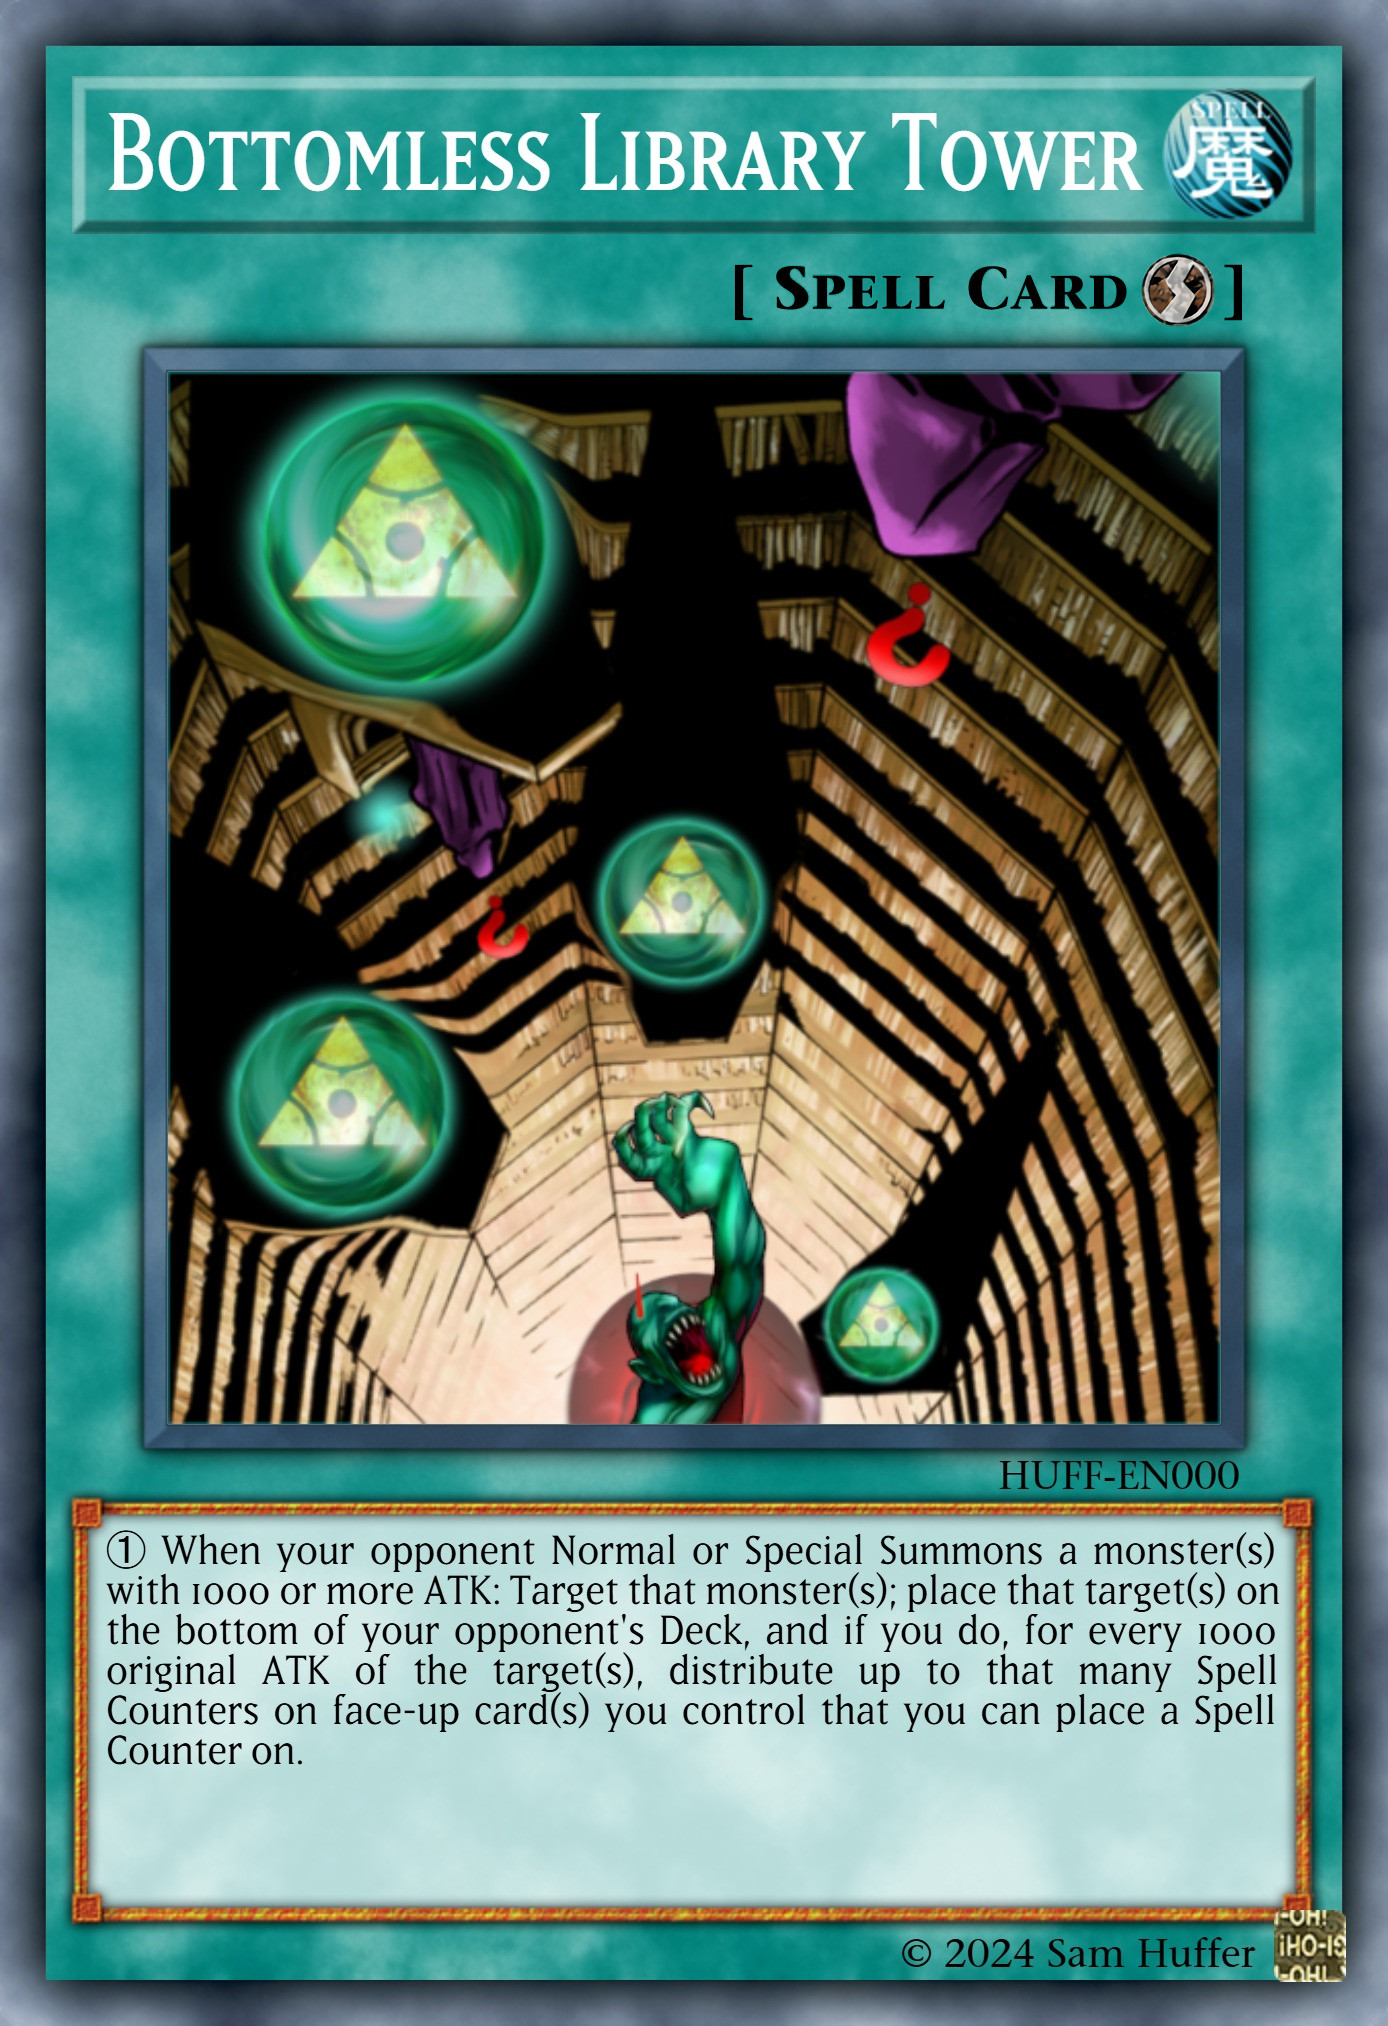 Bottomless Library Tower
SPELL
魔
[ Spell Card ]
HUFF-EN000
① When your opponent Normal or Special Summons a monster(s)
with 1000 or more ATK: Target that monster(s); place that target(s) on
the bottom of your opponent's Deck, and if you do, for every 1000
original ATK of the target(s), distribute up to that many Spell
Counters on face-up card(s) you control that you can place a Spell
Counter on.
© 2024 Sam Huffer
-OH!